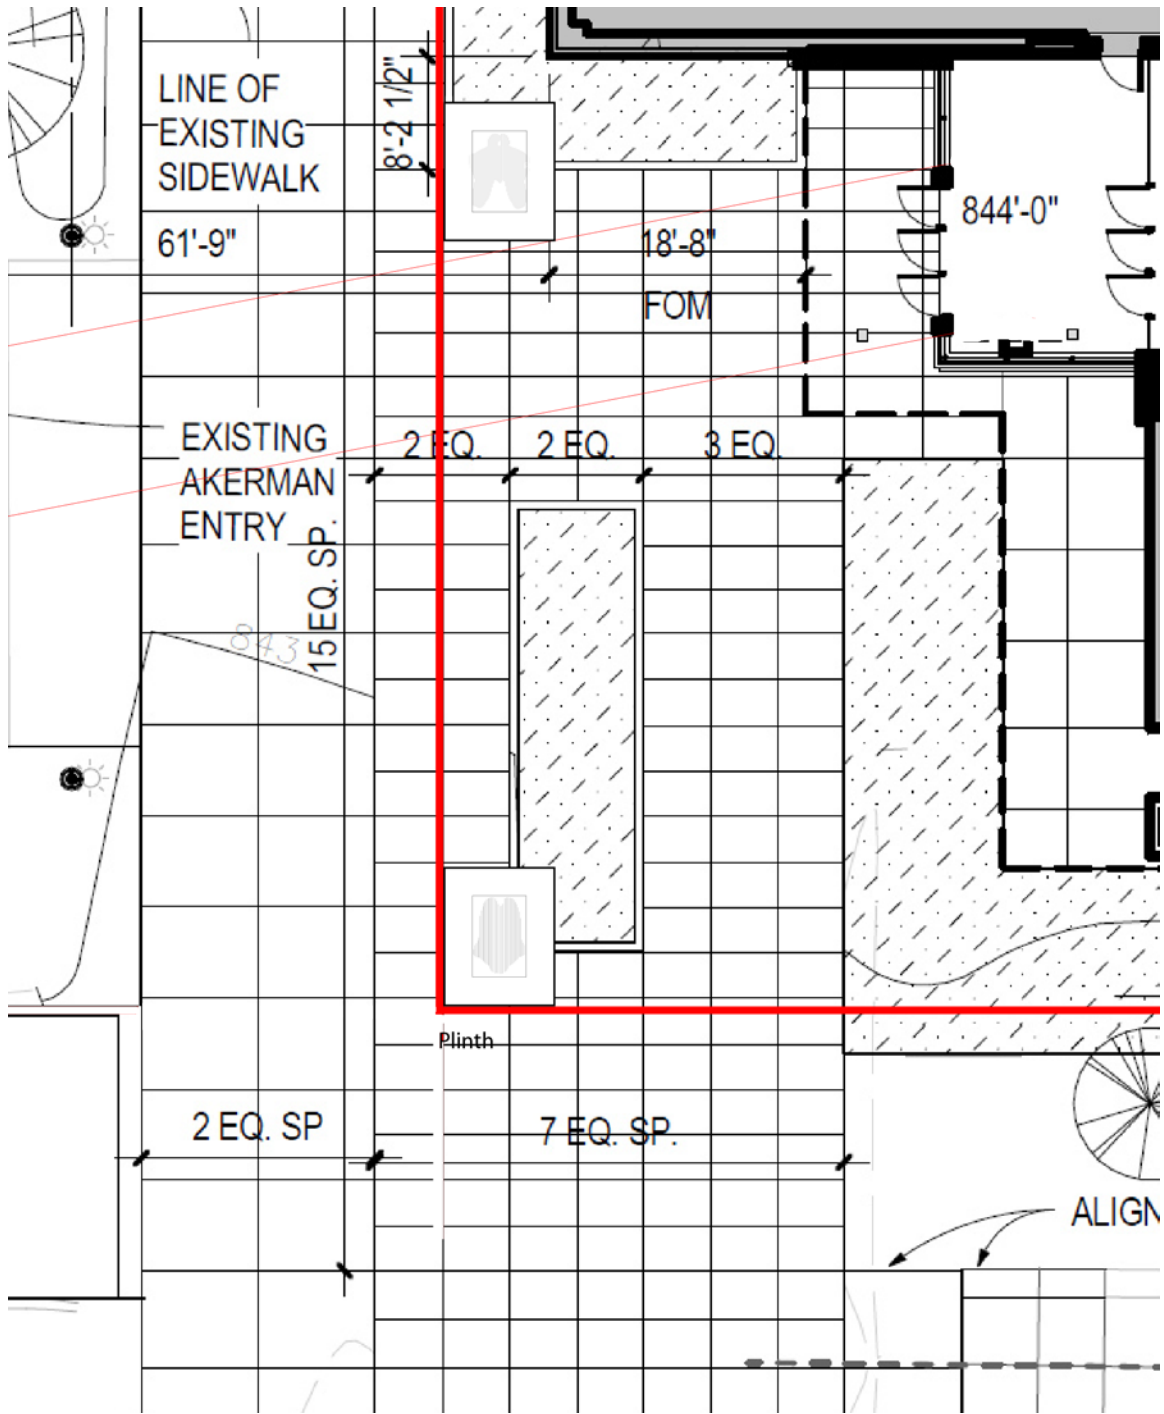 LINE OF
EXISTING
SIDEWALK
61'-9"
8'-2 1/2"
18'-8"
FOM
844'-0"
EXISTING
AKERMAN
ENTRY
2 EQ.
2 EQ.
3 EQ.
15 EQ. SP.
843
Plinth
2 EQ. SP
7 EQ. SP.
ALIGN